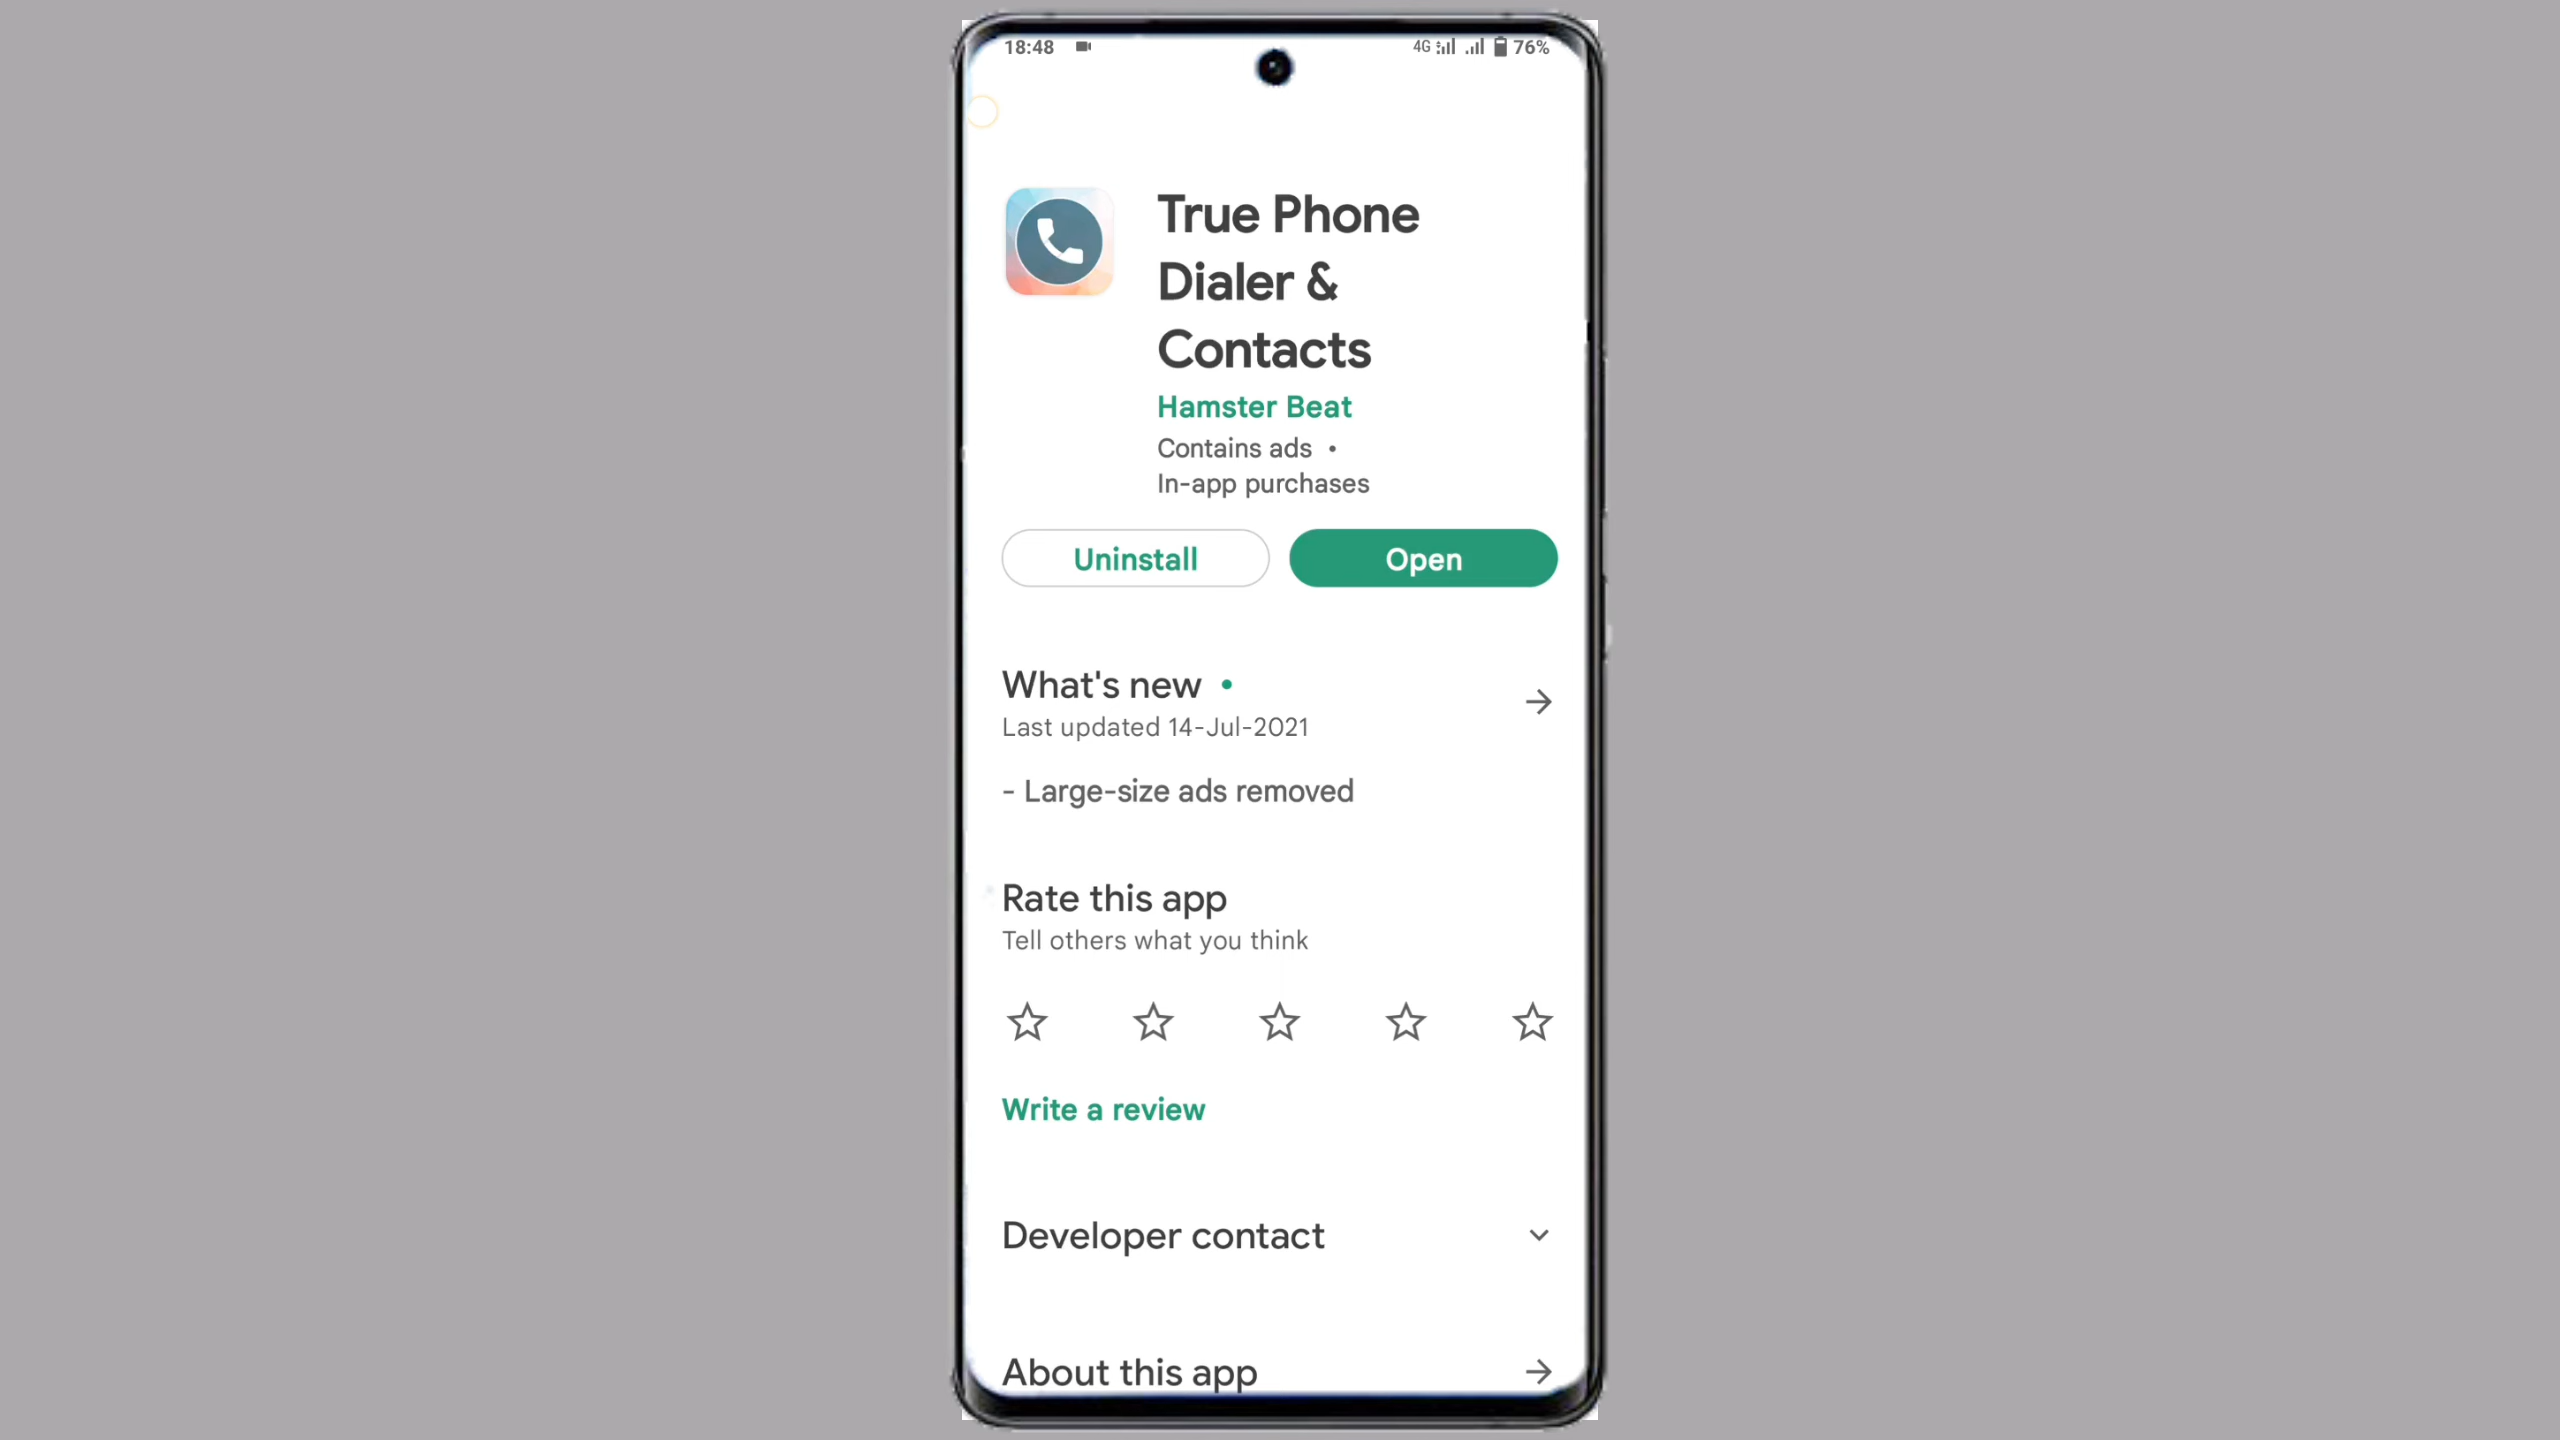 18:48
4G
76%
True Phone
Dialer &
Contacts
Hamster Beat
Contains ads •
In-app purchases
Uninstall
Open
What's new •
Last updated 14-Jul-2021
- Large-size ads removed
Rate this app
Tell others what you think
Write a review
Developer contact
About this app